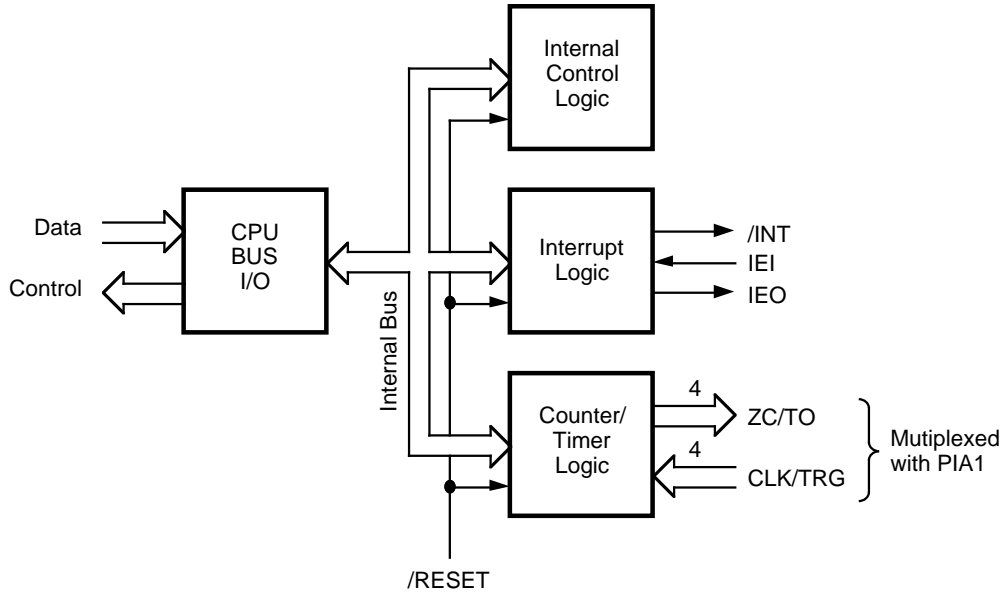 Internal
Control
Logic
Data
Control
CPU
BUS
I/O
Internal Bus
Interrupt
Logic
/INT
IEI
IEO
Counter/
Timer
Logic
4
ZC/TO
4
CLK/TRG
Mutiplexed
with PIA1
/RESET